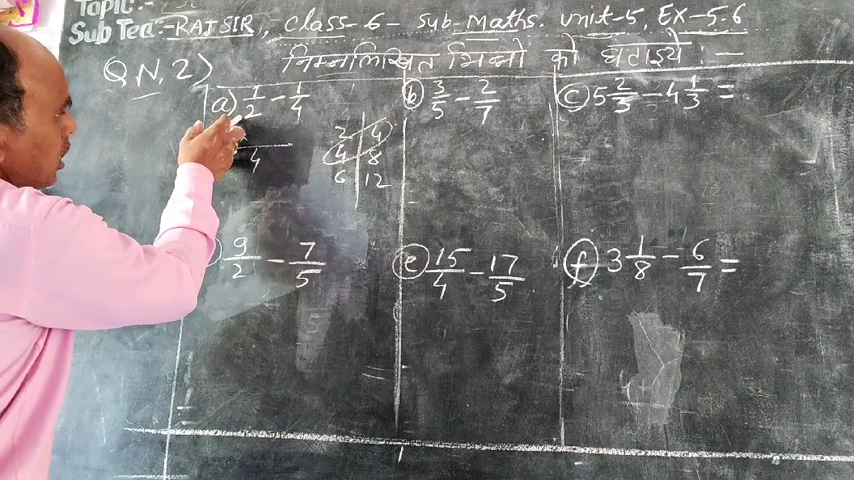 Topic:-
Sub Tea:- RAJ SIR, class-6- sub-Maths. unit-5, EX-5.6
Q.N, 2) निम्नलिखित भिन्नो को घटाइये :-
a) 1/2 - 1/4
4
2 | 4
4 | 8
6 | 12
b) 3/5 - 2/7
c) 5 2/3 - 4 1/3 =
) 9/2 - 7/5
e) 15/4 - 17/5
f) 3 1/8 - 6/7 =